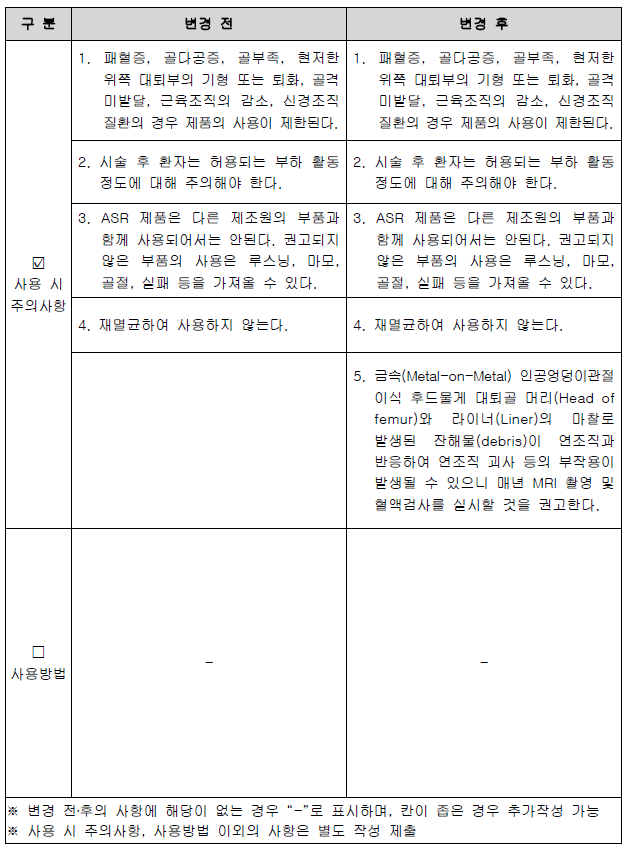 구 분
변경 전
변경 후
☑
사용 시
주의사항
1. 패혈증, 골다공증, 골부족, 현저한
위쪽 대퇴부의 기형 또는 퇴화, 골격
미발달, 근육조직의 감소, 신경조직
질환의 경우 제품의 사용이 제한된다.
1. 패혈증, 골다공증, 골부족, 현저한
위쪽 대퇴부의 기형 또는 퇴화, 골격
미발달, 근육조직의 감소, 신경조직
질환의 경우 제품의 사용이 제한된다.
2. 시술 후 환자는 허용되는 부하 활동
정도에 대해 주의해야 한다.
2. 시술 후 환자는 허용되는 부하 활동
정도에 대해 주의해야 한다.
3. ASR 제품은 다른 제조원의 부품과
함께 사용되어서는 안된다. 권고되지
않은 부품의 사용은 루스닝, 마모,
골절, 실패 등을 가져올 수 있다.
3. ASR 제품은 다른 제조원의 부품과
함께 사용되어서는 안된다. 권고되지
않은 부품의 사용은 루스닝, 마모,
골절, 실패 등을 가져올 수 있다.
4. 재멸균하여 사용하지 않는다.
4. 재멸균하여 사용하지 않는다.
5. 금속(Metal-on-Metal) 인공엉덩이관절
이식 후드물게 대퇴골 머리(Head of
femur)와 라이너(Liner)의 마찰로
발생된 잔해물(debris)이 연조직과
반응하여 연조직 괴사 등의 부작용이
발생될 수 있으니 매년 MRI 촬영 및
혈액검사를 실시할 것을 권고한다.
☐
사용방법
-
-
※ 변경 전·후의 사항에 해당이 없는 경우 “-”로 표시하며, 칸이 좁은 경우 추가작성 가능
※ 사용 시 주의사항, 사용방법 이외의 사항은 별도 작성 제출